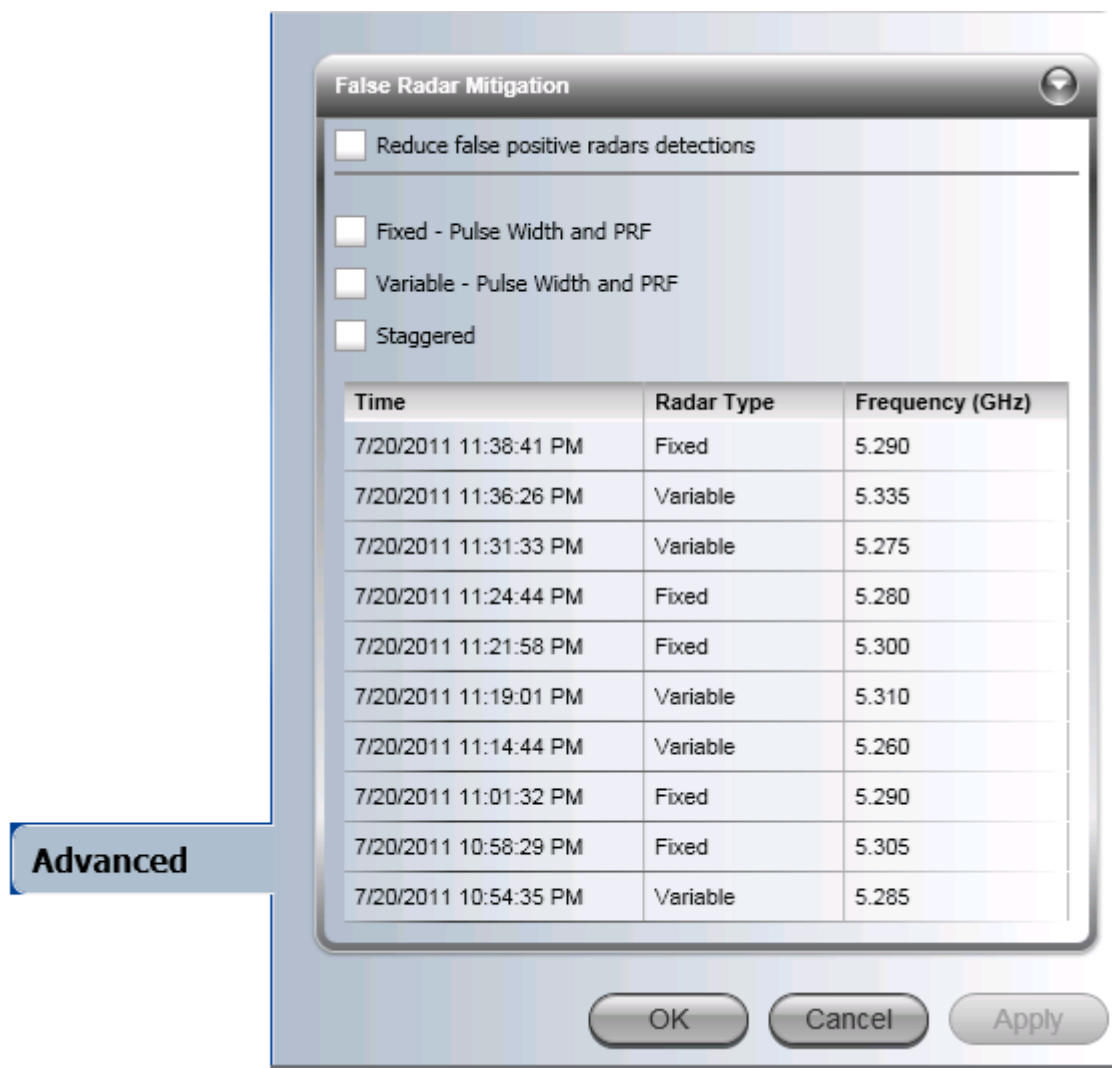 False Radar Mitigation
Reduce false positive radars detections
Fixed - Pulse Width and PRF
Variable - Pulse Width and PRF
Staggered
Time Radar Type Frequency (GHz)
7/20/2011 11:38:41 PM Fixed 5.290
7/20/2011 11:36:26 PM Variable 5.335
7/20/2011 11:31:33 PM Variable 5.275
7/20/2011 11:24:44 PM Fixed 5.280
7/20/2011 11:21:58 PM Fixed 5.300
7/20/2011 11:19:01 PM Variable 5.310
7/20/2011 11:14:44 PM Variable 5.260
7/20/2011 11:01:32 PM Fixed 5.290
7/20/2011 10:58:29 PM Fixed 5.305
7/20/2011 10:54:35 PM Variable 5.285
Advanced
OK Cancel Apply